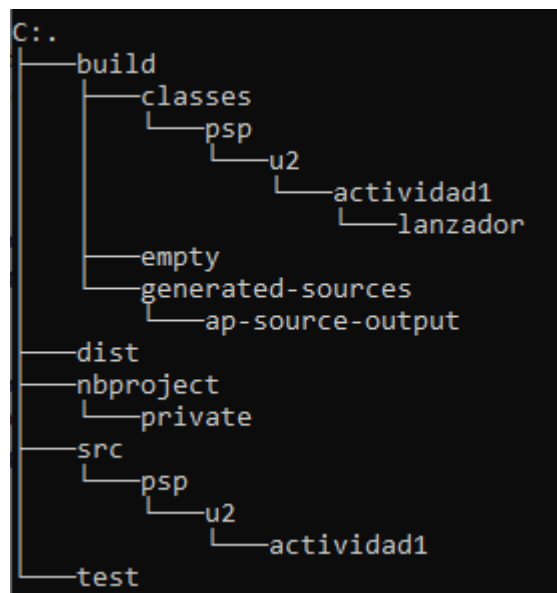 C:.
├───build
│   ├───classes
│   │   └───psp
│   │       └───u2
│   │           └───actividad1
│   │               └───lanzador
│   ├───empty
│   └───generated-sources
│       └───ap-source-output
├───dist
├───nbproject
│   └───private
├───src
│   └───psp
│       └───u2
│           └───actividad1
└───test